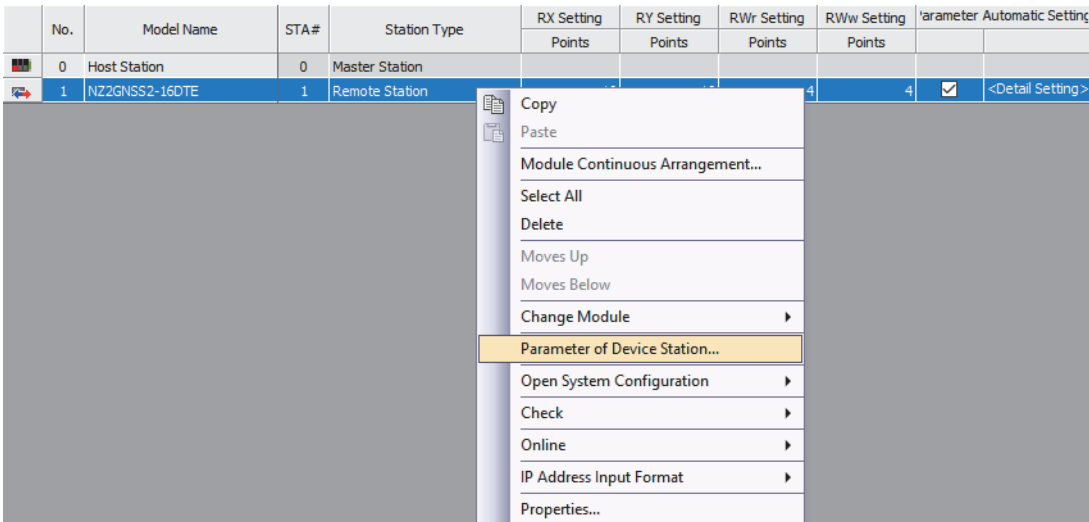 No. Model Name STA# Station Type RX Setting RY Setting RWr Setting RWw Setting Parameter Automatic Setting
Points Points Points Points
0 Host Station 0 Master Station
1 NZ2GNSS2-16DTE 1 Remote Station 4 4 <Detail Setting>
Copy
Paste
Module Continuous Arrangement...
Select All
Delete
Moves Up
Moves Below
Change Module
Parameter of Device Station...
Open System Configuration
Check
Online
IP Address Input Format
Properties...